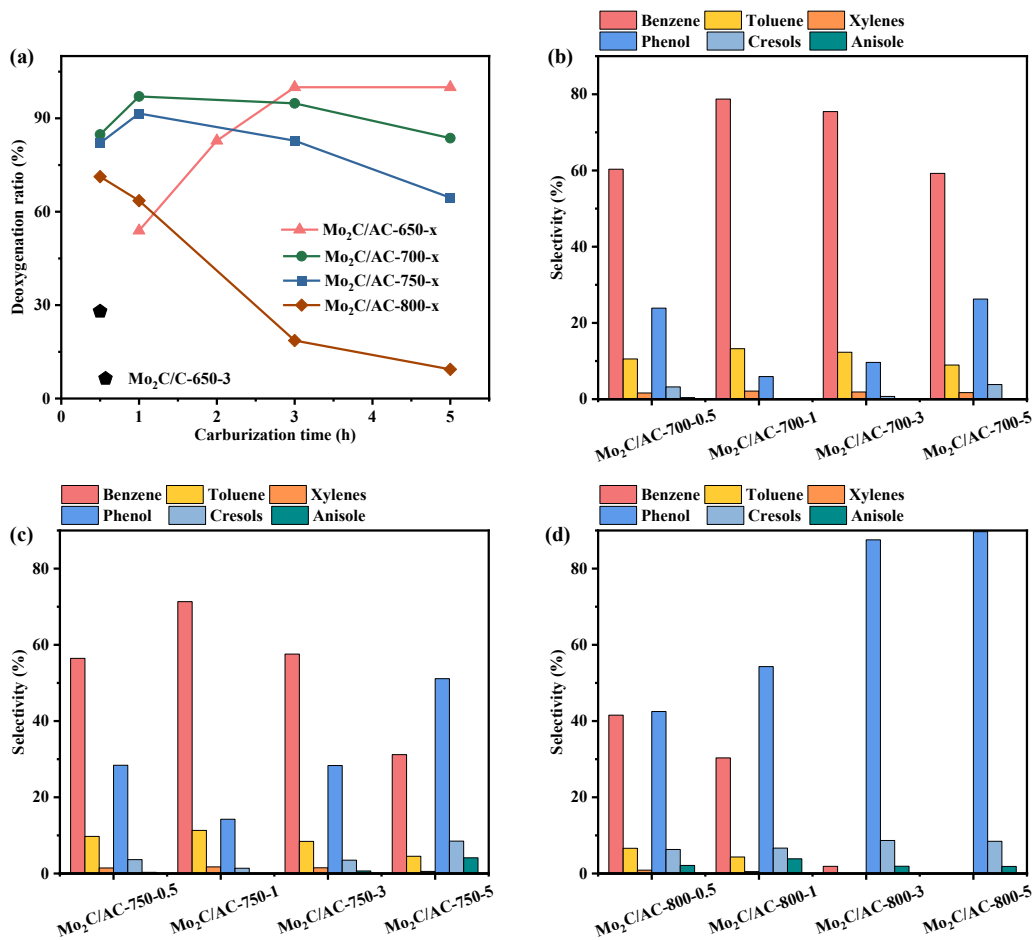 (a)
Deoxygenation ratio (%)
90
60
30
0
Mo₂C/AC-650-x
Mo₂C/AC-700-x
Mo₂C/AC-750-x
Mo₂C/AC-800-x
Mo₂C/C-650-3
0 1 2 3 4 5
Carburization time (h)
Benzene Toluene Xylenes
Phenol Cresols Anisole
(b)
Selectivity (%)
80
60
40
20
0
Mo₂C/AC-700-0.5 Mo₂C/AC-700-1 Mo₂C/AC-700-3 Mo₂C/AC-700-5
Benzene Toluene Xylenes
Phenol Cresols Anisole
(c)
Selectivity (%)
80
60
40
20
0
Mo₂C/AC-750-0.5 Mo₂C/AC-750-1 Mo₂C/AC-750-3 Mo₂C/AC-750-5
Benzene Toluene Xylenes
Phenol Cresols Anisole
(d)
Selectivity (%)
80
60
40
20
0
Mo₂C/AC-800-0.5 Mo₂C/AC-800-1 Mo₂C/AC-800-3 Mo₂C/AC-800-5